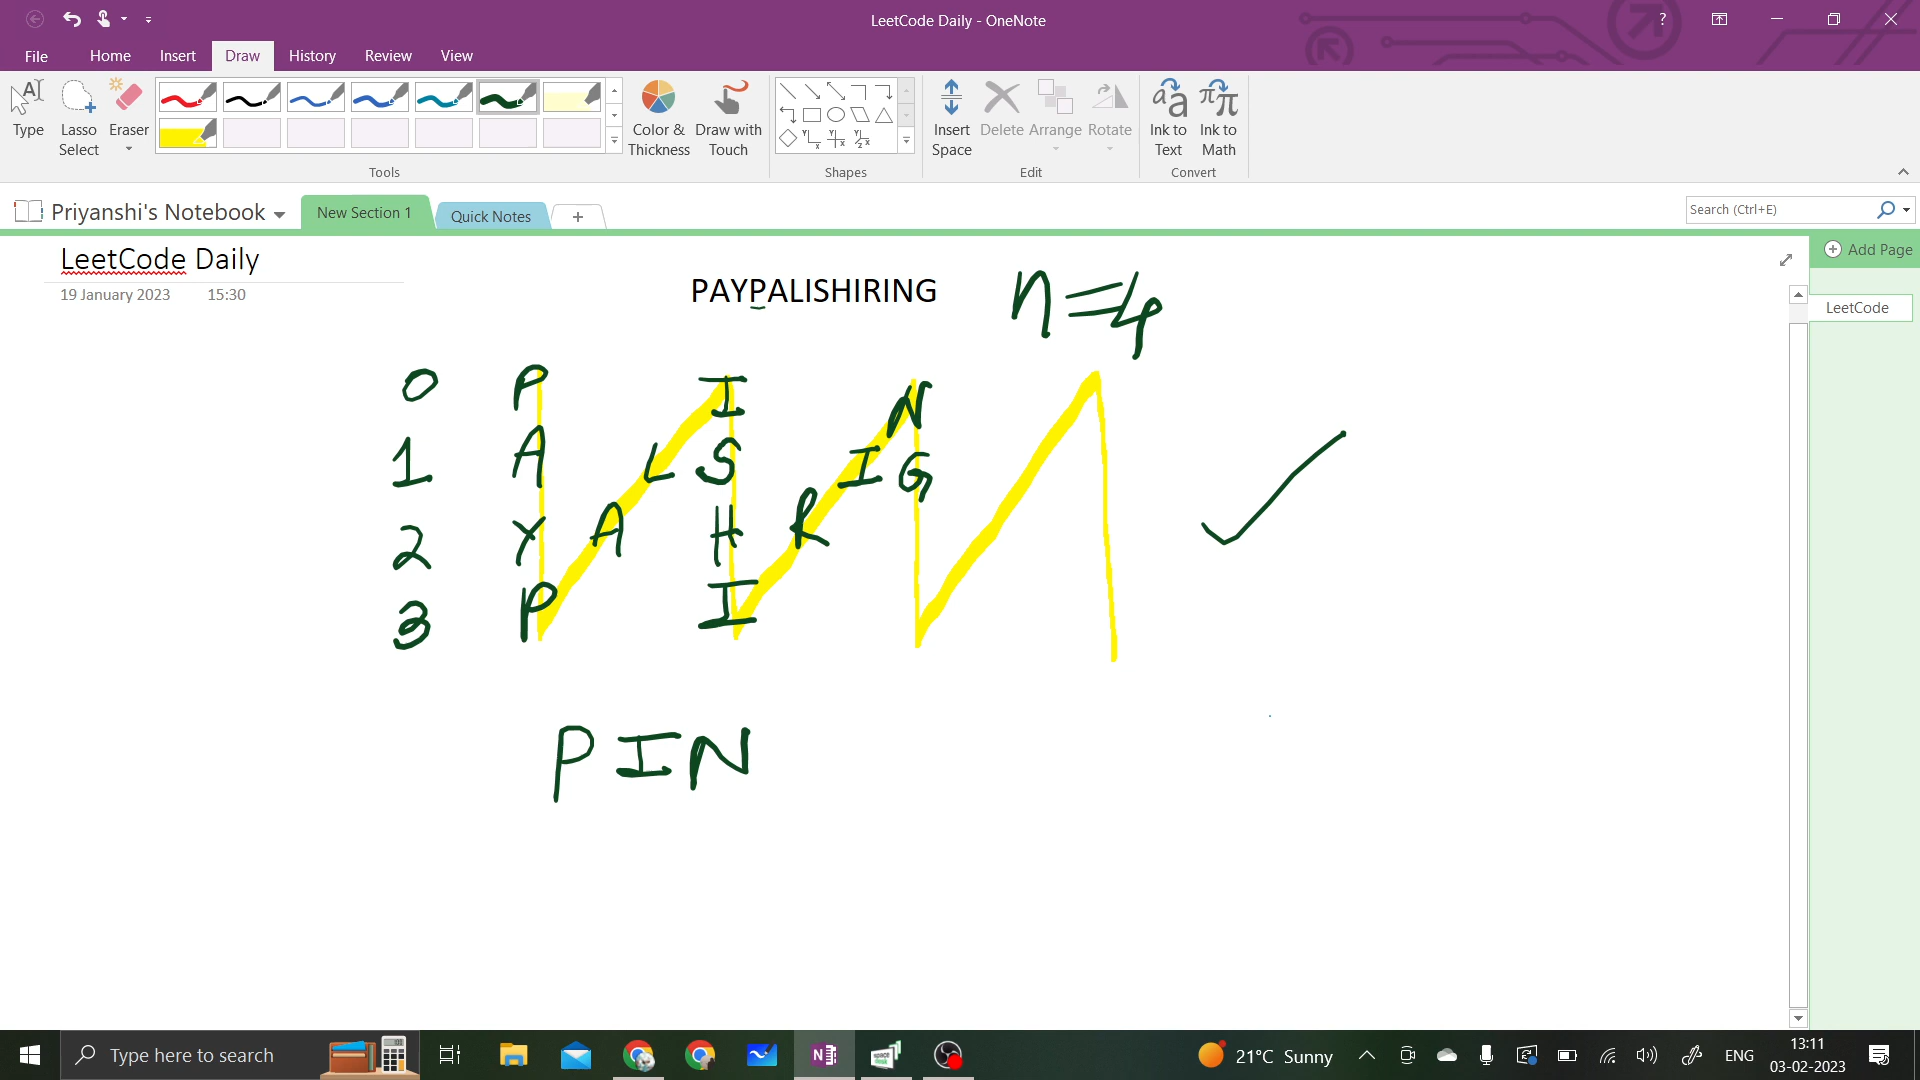 LeetCode Daily - OneNote
?
File Home Insert Draw History Review View
Type
Lasso Select
Eraser
Color & Thickness
Draw with Touch
Insert Space
Delete
Arrange
Rotate
Ink to Text
Ink to Math
Tools
Shapes
Edit
Convert
Priyanshi's Notebook
New Section 1
Quick Notes
+
Search (Ctrl+E)
Add Page
LeetCode
LeetCode Daily
19 January 2023 15:30
PAYPALISHIRING n=4
0 P I N
1 A L S I G
2 Y A H R
3 P I
P I N
Type here to search
21°C Sunny
ENG
13:11
03-02-2023